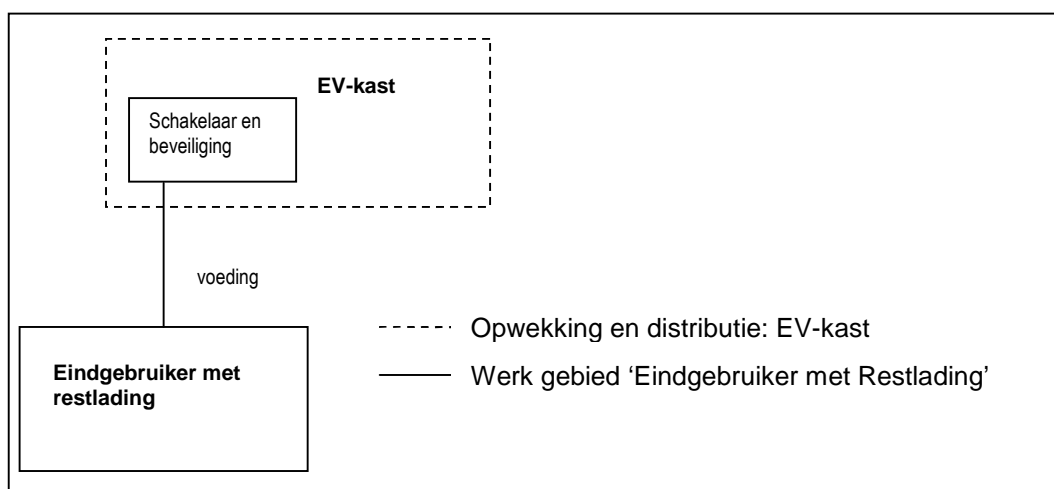 EV-kast
Schakelaar en
beveiliging
voeding
Opwekking en distributie: EV-kast
Werk gebied ‘Eindgebruiker met Restlading’
Eindgebruiker met
restlading